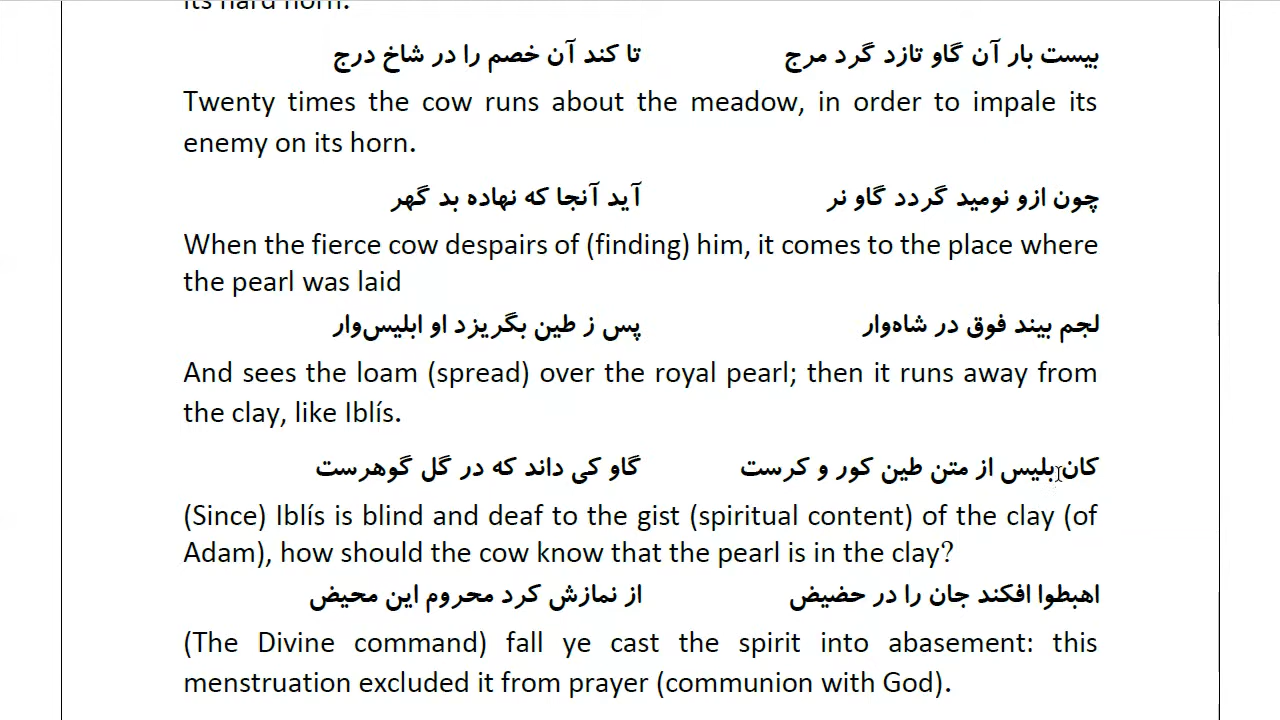 its hard horn.
بیست بار آن گاو تازد گرد مرج تا کند آن خصم را در شاخ درج
Twenty times the cow runs about the meadow, in order to impale its
enemy on its horn.
چون ازو نومید گردد گاو نر آید آنجا که نهاده بد گهر
When the fierce cow despairs of (finding) him, it comes to the place where
the pearl was laid
لجم بیند فوق در شاه‌وار پس ز طین بگریزد او ابلیس‌وار
And sees the loam (spread) over the royal pearl; then it runs away from
the clay, like Iblís.
کان بلیس از متن طین کور و کرست گاو کی داند که در گل گوهرست
(Since) Iblís is blind and deaf to the gist (spiritual content) of the clay (of
Adam), how should the cow know that the pearl is in the clay?
اهبطوا افکند جان را در حضیض از نمازش کرد محروم این محیض
(The Divine command) fall ye cast the spirit into abasement: this
menstruation excluded it from prayer (communion with God).